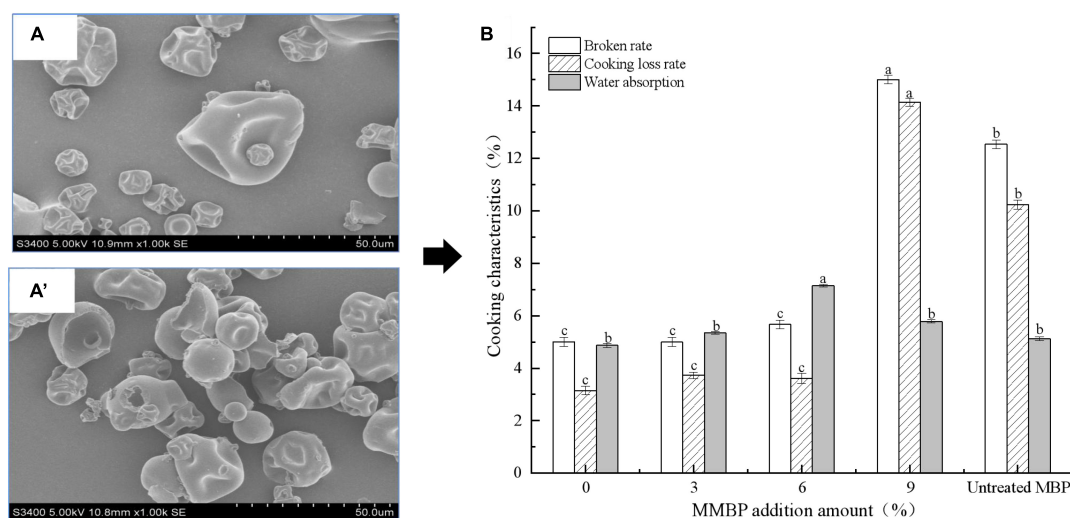 A
S3400 5.00kV 10.9mm x1.00k SE 50.0um
A'
S3400 5.00kV 10.8mm x1.00k SE 50.0um
B
Broken rate
Cooking loss rate
Water absorption
Cooking characteristics (%)
16
14
12
10
8
6
4
2
0
c c b
c c b
c c a
a a b
b b b
0 3 6 9 Untreated MBP
MMBP addition amount (%)